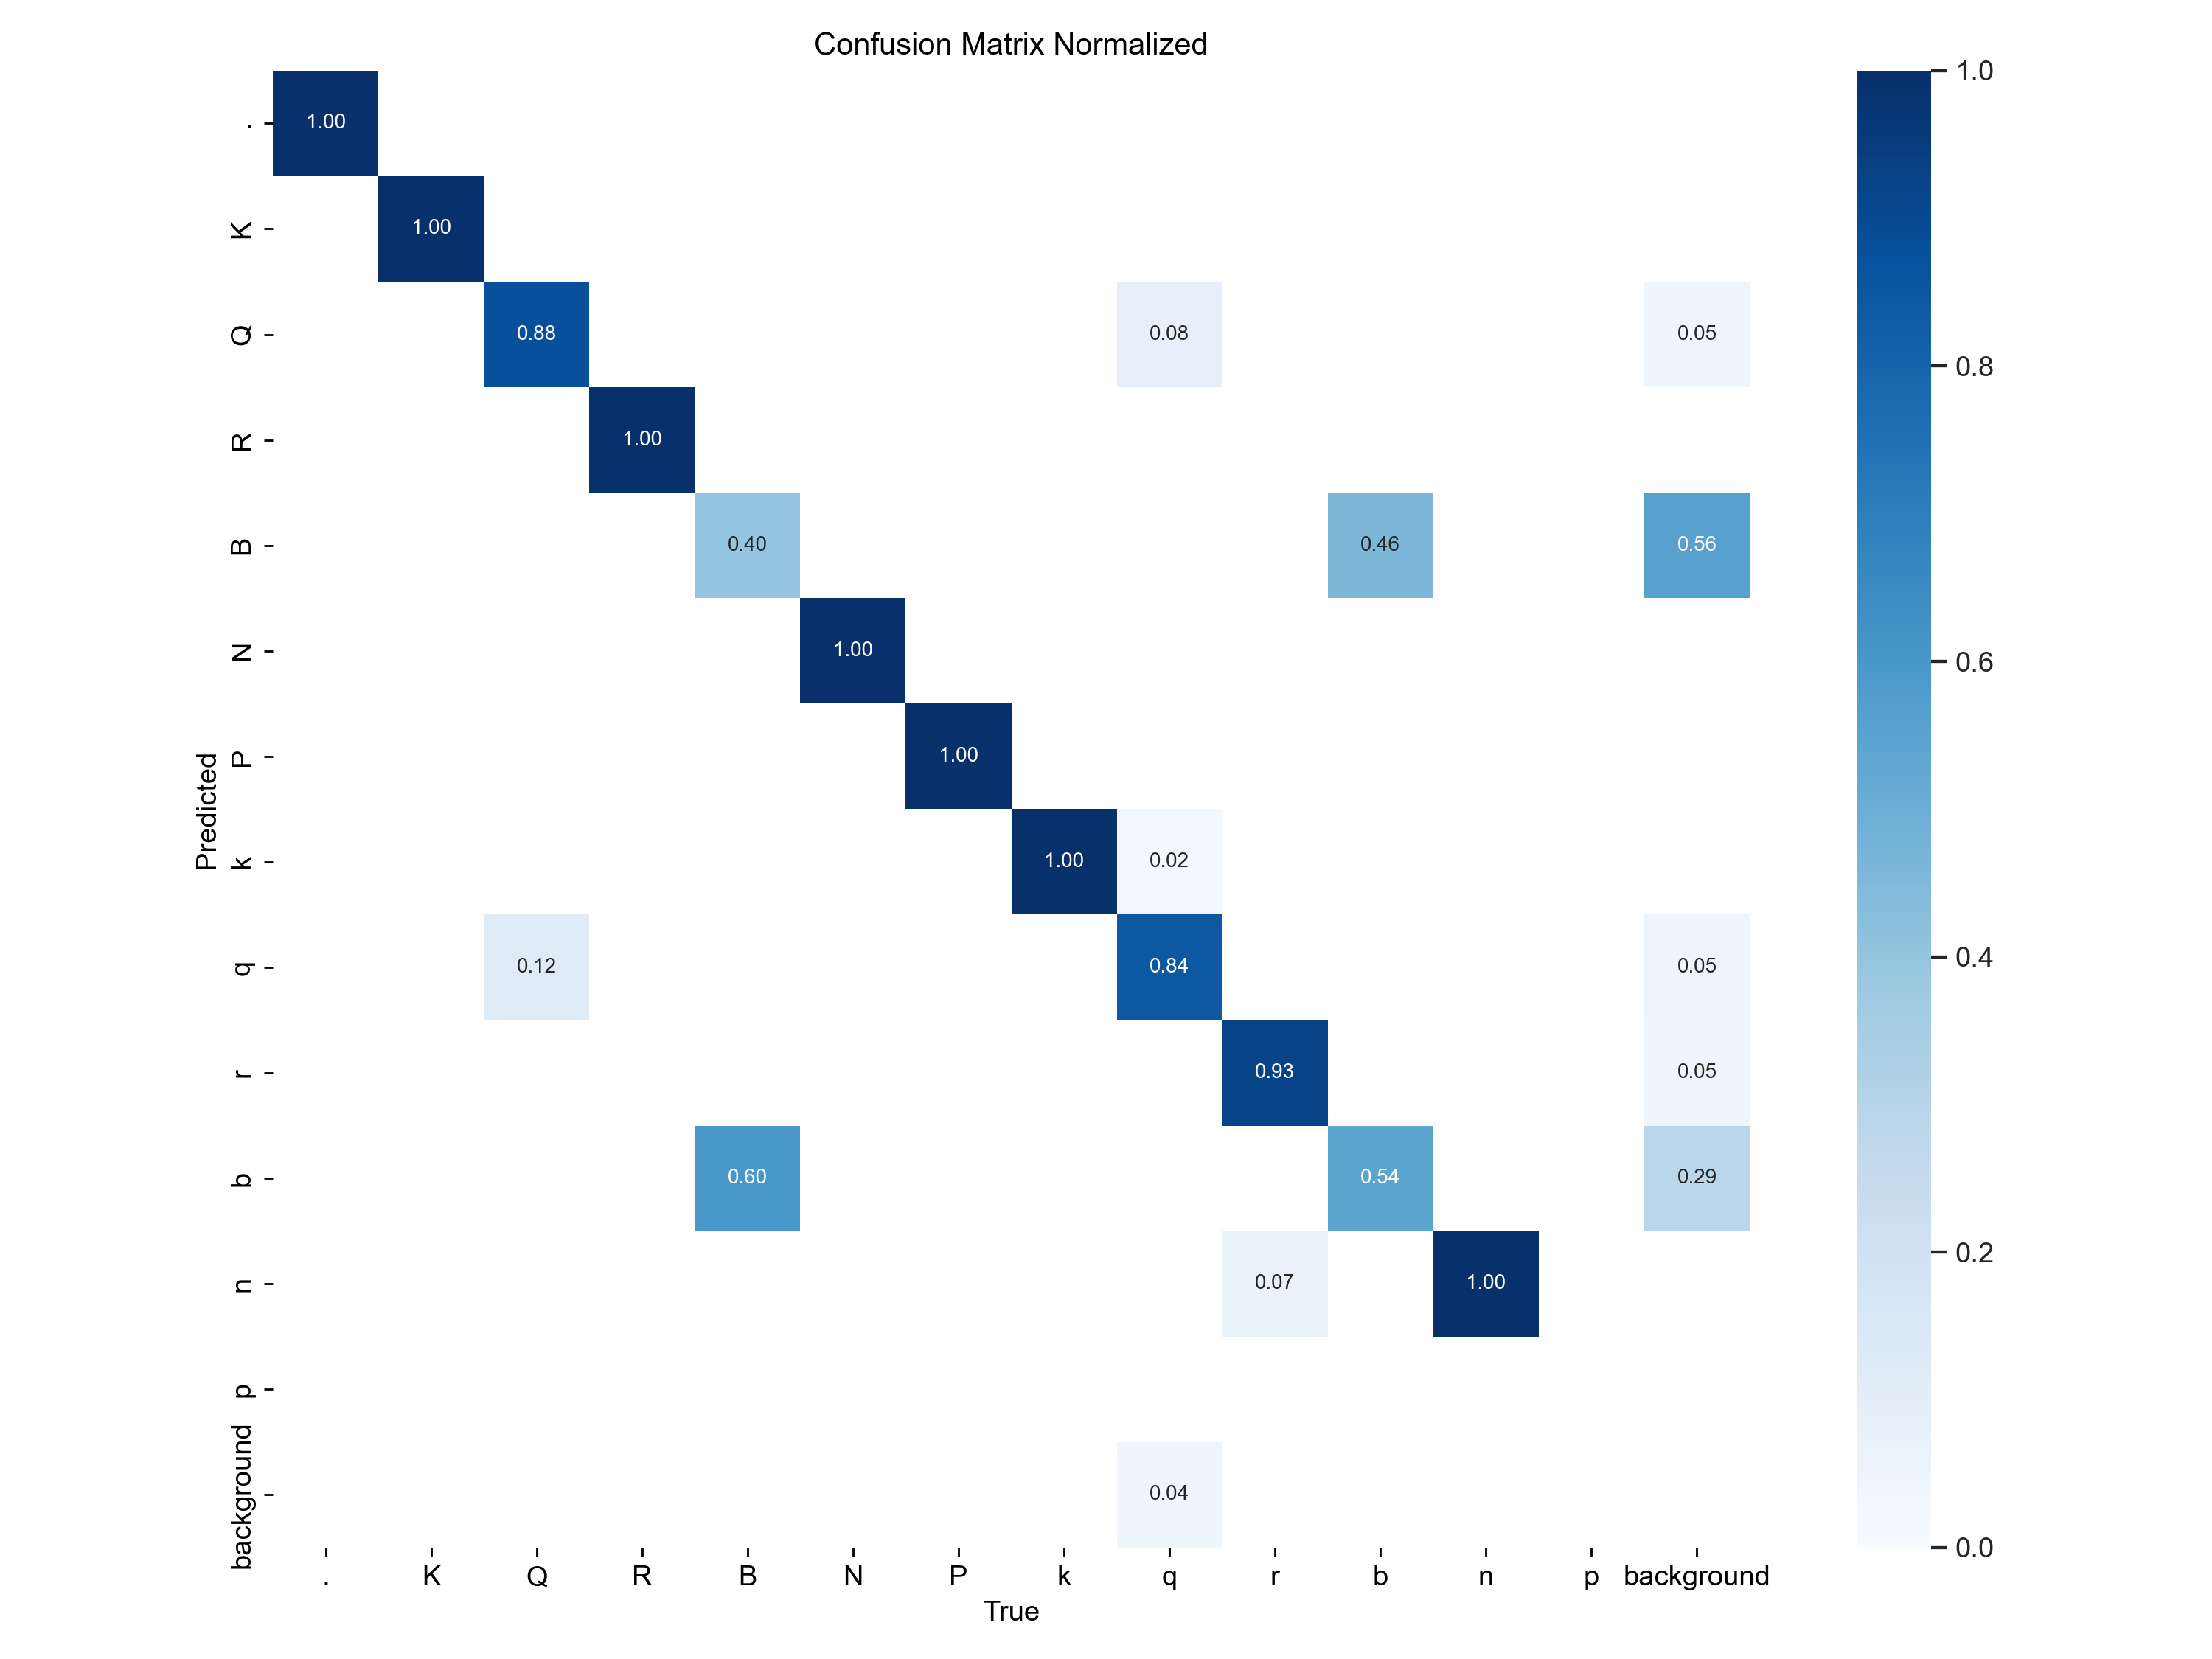 Confusion Matrix Normalized
. 1.00
K 1.00
Q 0.88 0.08 0.05
R 1.00
B 0.40 0.46 0.56
N 1.00
P 1.00
k 1.00 0.02
q 0.12 0.84 0.05
r 0.93 0.05
b 0.60 0.54 0.29
n 0.07 1.00
p
background 0.04
. K Q R B N P k q r b n p background
True
Predicted
1.0
0.8
0.6
0.4
0.2
0.0